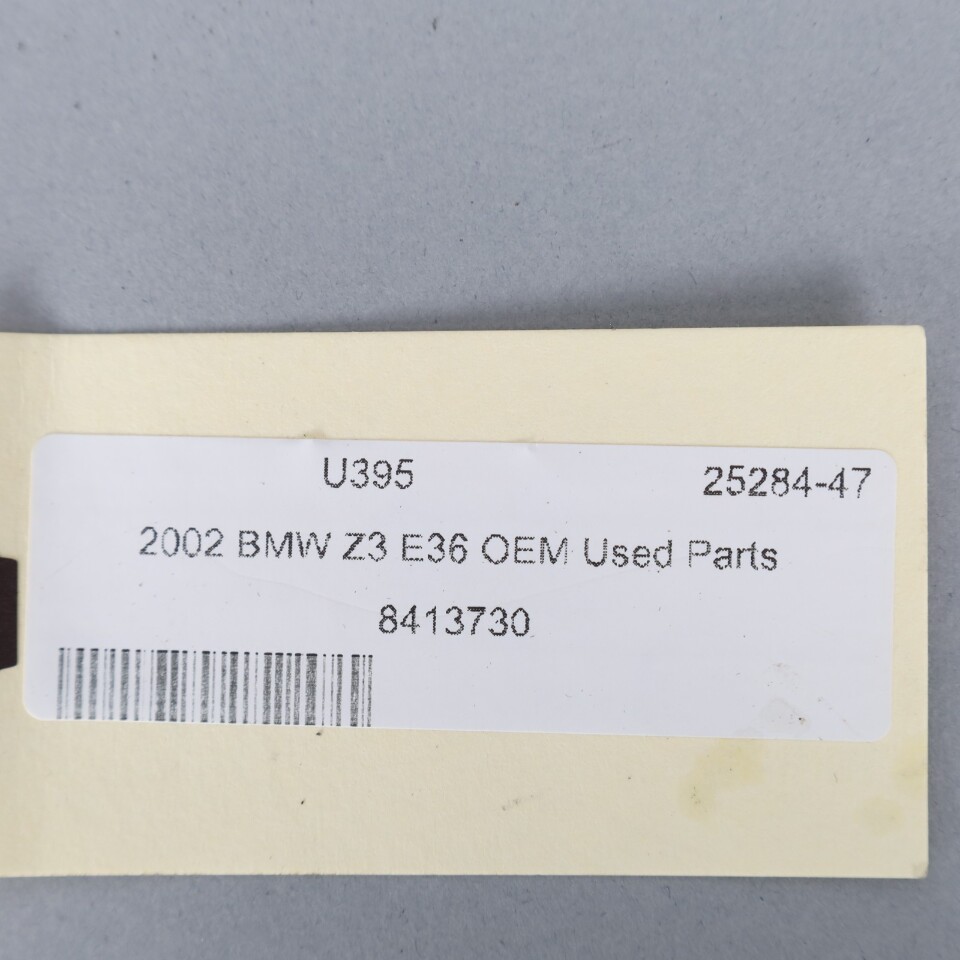 U395 25284-47
2002 BMW Z3 E36 OEM Used Parts
8413730